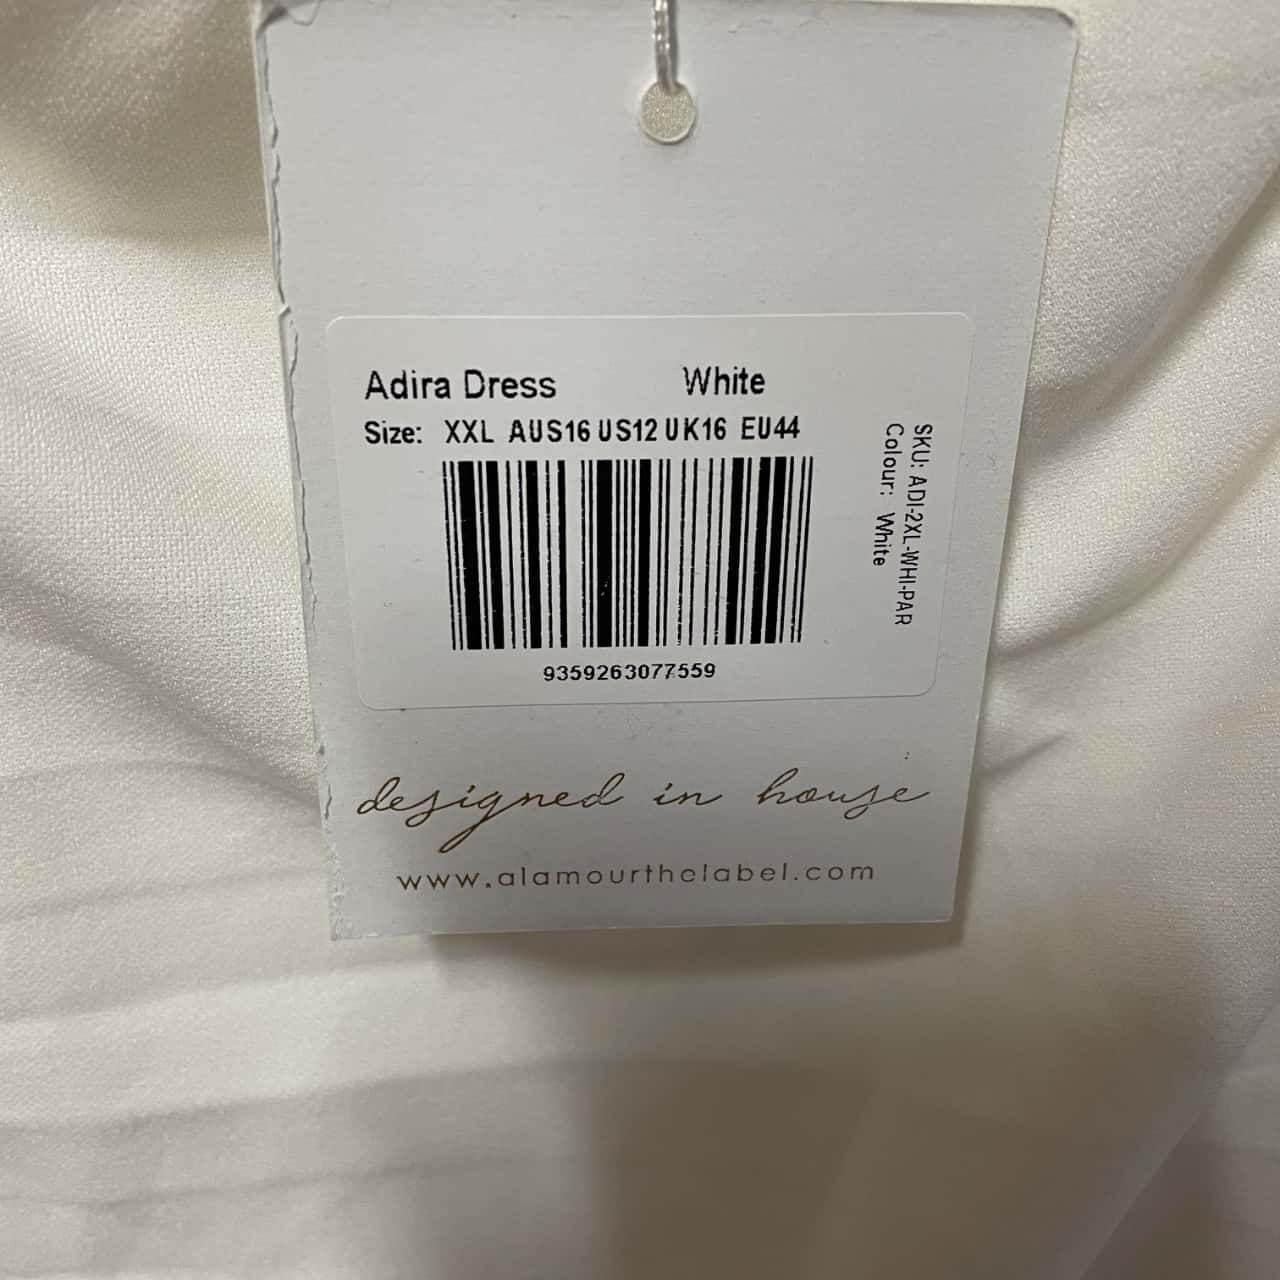 Adira Dress White
Size: XXL AUS16 US12 UK16 EU44
SKU: ADI-2XL-WHI-PAR
Colour: White
9359263077559
designed in house
www.alamourthelabel.com